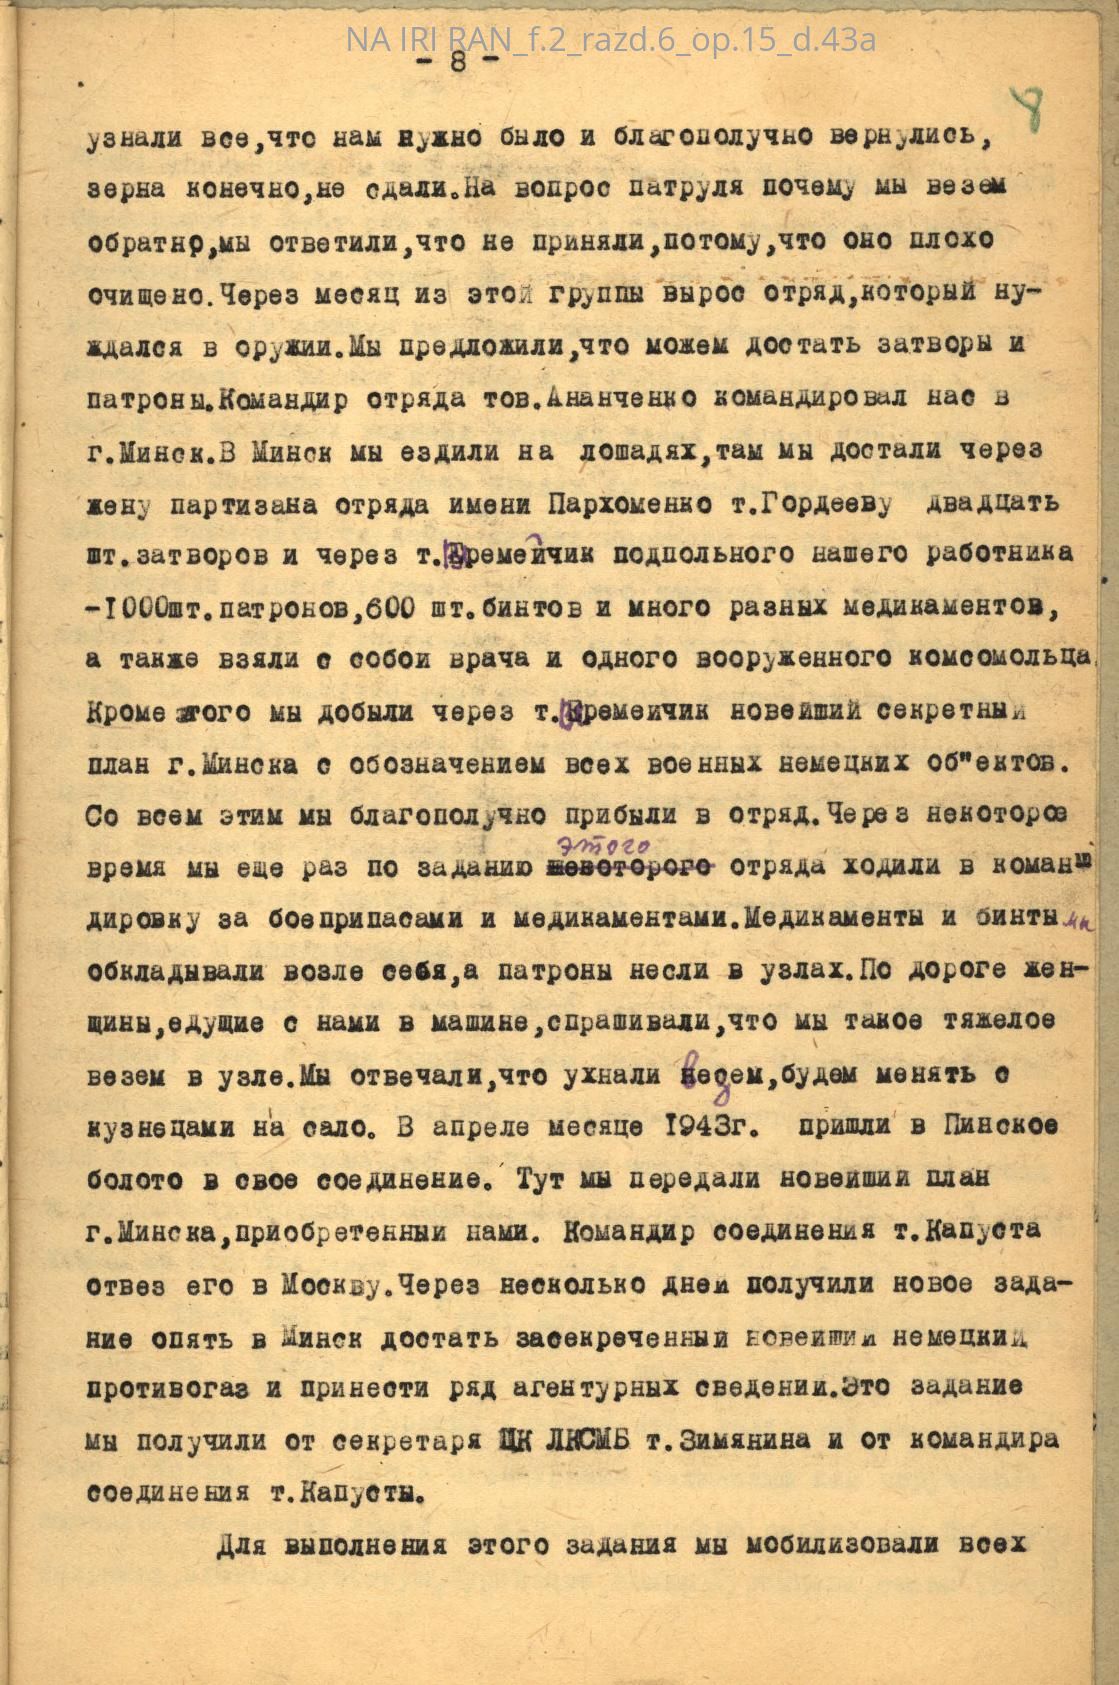 NA IRI RAN_f.2_razd.6_op.15_d.43a
- 8 -
8
узнали все,что нам нужно было и благополучно вернулись,
зерна конечно,не сдали.На вопрос патруля почему мы везем
обратно,мы ответили,что не приняли,потому,что оно плохо
очищено.Через месяц из этой группы вырос отряд,который ну-
ждался в оружии.Мы предложили,что можем достать затворы и
патроны.Командир отряда тов.Ананченко командировал нас в
г.Минск.В Минск мы ездили на лошадях,там мы достали через
жену партизана отряда имени Пархоменко т.Гордееву двадцать
шт.затворов и через т.Еремейчик подпольного нашего работника
-1000шт.патронов,600 шт.бинтов и много разных медикаментов,
а также взяли с собой врача и одного вооруженного комсомольца.
Кроме этого мы добыли через т.Еремейчик новейший секретный
план г.Минска с обозначением всех военных немецких об"ектов.
Со всем этим мы благополучно прибыли в отряд.Через некоторое
этого
время мы еще раз по заданию некоторого отряда ходили в коман-
дировку за боеприпасами и медикаментами.Медикаменты и бинты мы
обкладывали возле себя,а патроны несли в узлах.По дороге жен-
щины,едущие с нами в машине,спрашивали,что мы такое тяжелое
везем в узле.Мы отвечали,что ухнали везем,будем менять с
кузнецами на сало. В апреле месяце 1943г. пришли в Пинское
болото в свое соединение. Тут мы передали новейший план
г.Минска,приобретенный нами. Командир соединения т.Капуста
отвез его в Москву.Через несколько дней получили новое зада-
ние опять в Минск достать засекреченный новейший немецкий
противогаз и принести ряд агентурных сведений.Это задание
мы получили от секретаря ЦК ЛКСМБ т.Зимянина и от командира
соединения т.Капусты.
Для выполнения этого задания мы мобилизовали всех